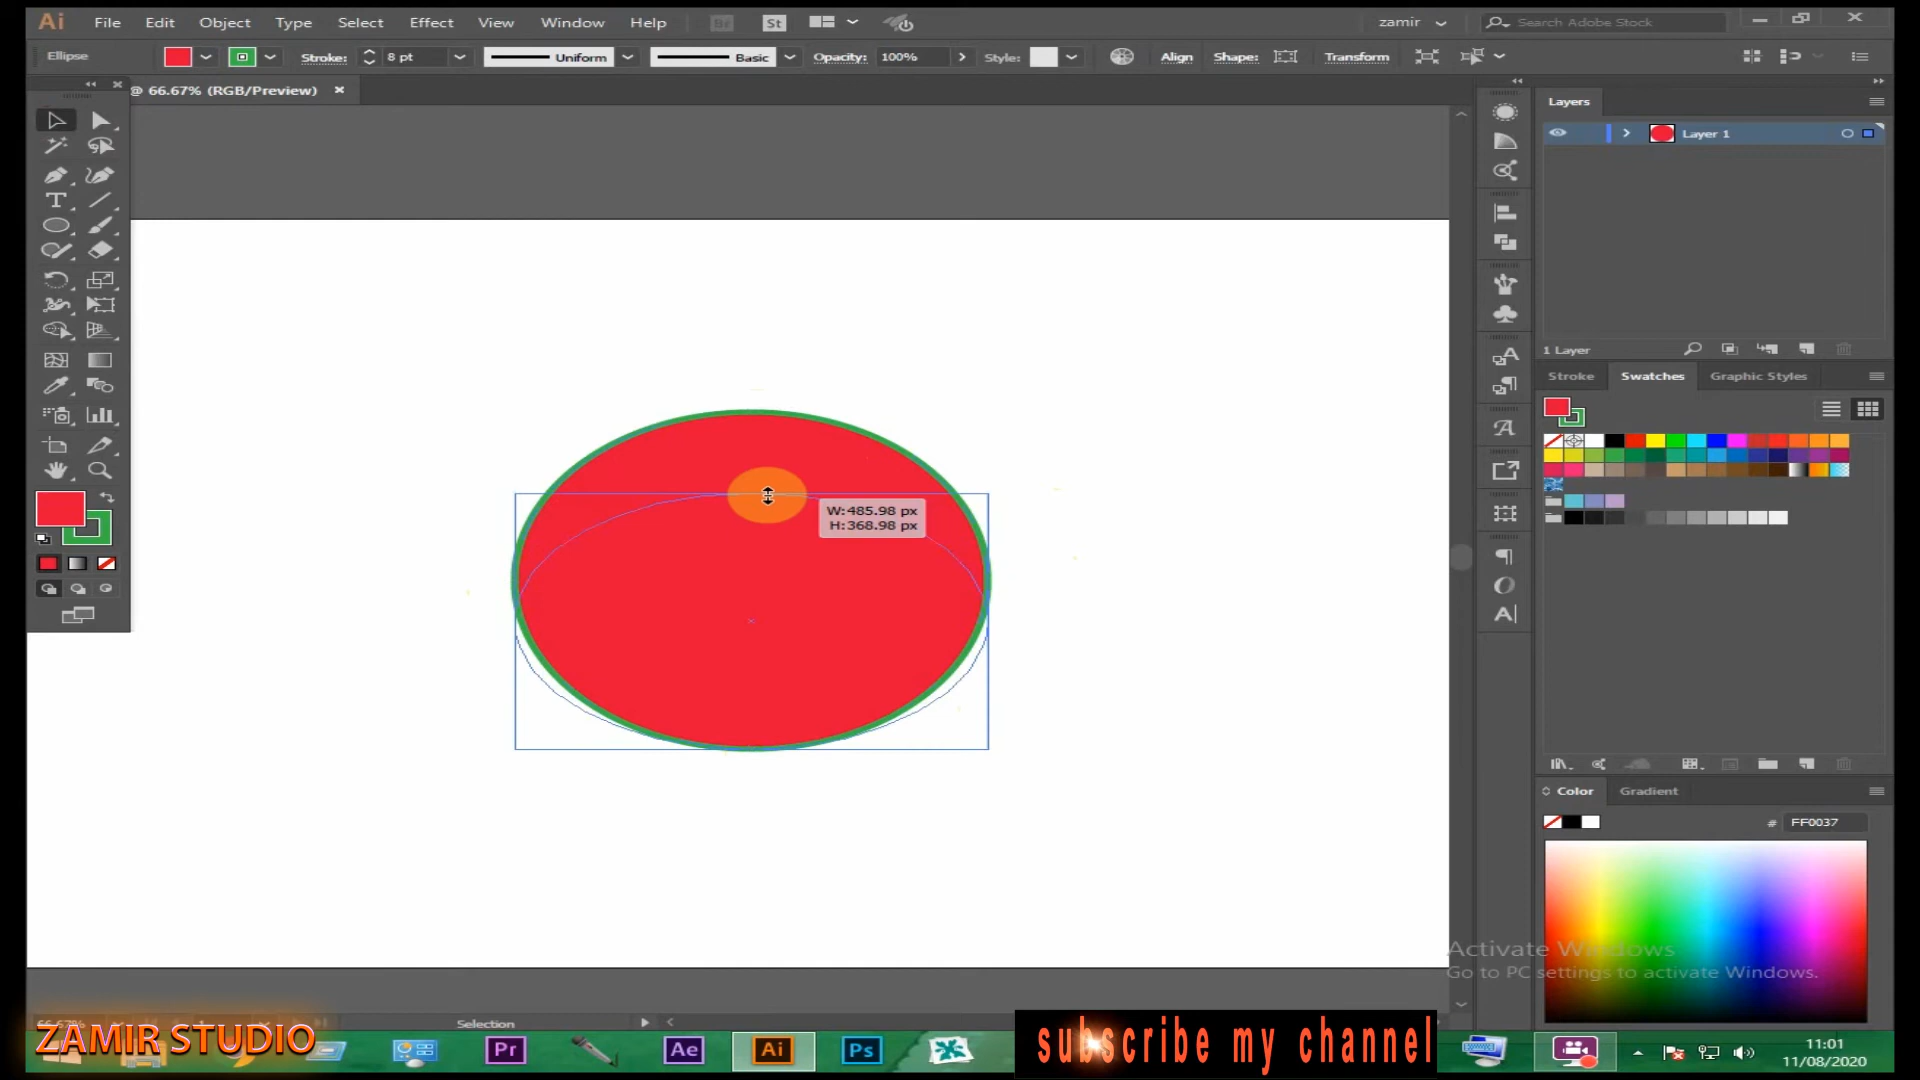 Ai File Edit Object Type Select Effect View Window Help Br St zamir Search Adobe Stock
Ellipse Stroke: 8 pt Uniform Basic Opacity: 100% Style: Align Shape: Transform
@ 66.67% (RGB/Preview)
Layers
Layer 1
1 Layer
Stroke Swatches Graphic Styles
W:485.98 px
H:368.98 px
Color Gradient
# FF0037
Activate Windows
Go to PC settings to activate Windows.
66.67%
Selection
ZAMIR STUDIO
Pr Ae Ai Ps
subscribe my channel
11:01
11/08/2020